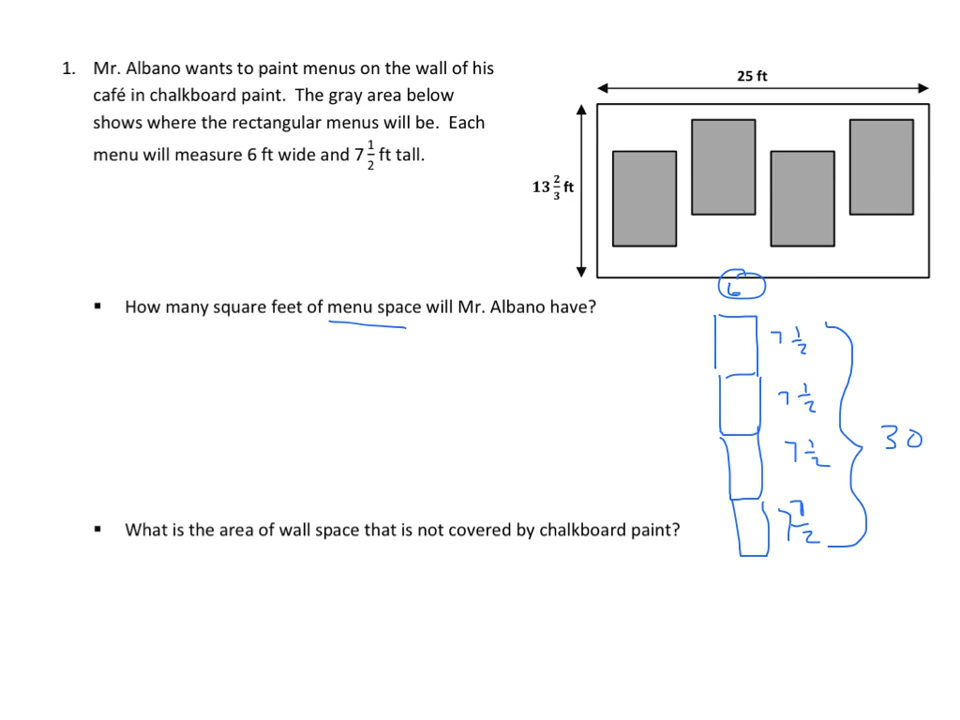 1. Mr. Albano wants to paint menus on the wall of his
café in chalkboard paint. The gray area below
shows where the rectangular menus will be. Each
menu will measure 6 ft wide and 7 1/2 ft tall.
25 ft
13 2/3 ft
▪ How many square feet of menu space will Mr. Albano have?
6
7 1/2
7 1/2
7 1/2
7 1/2
30
▪ What is the area of wall space that is not covered by chalkboard paint?